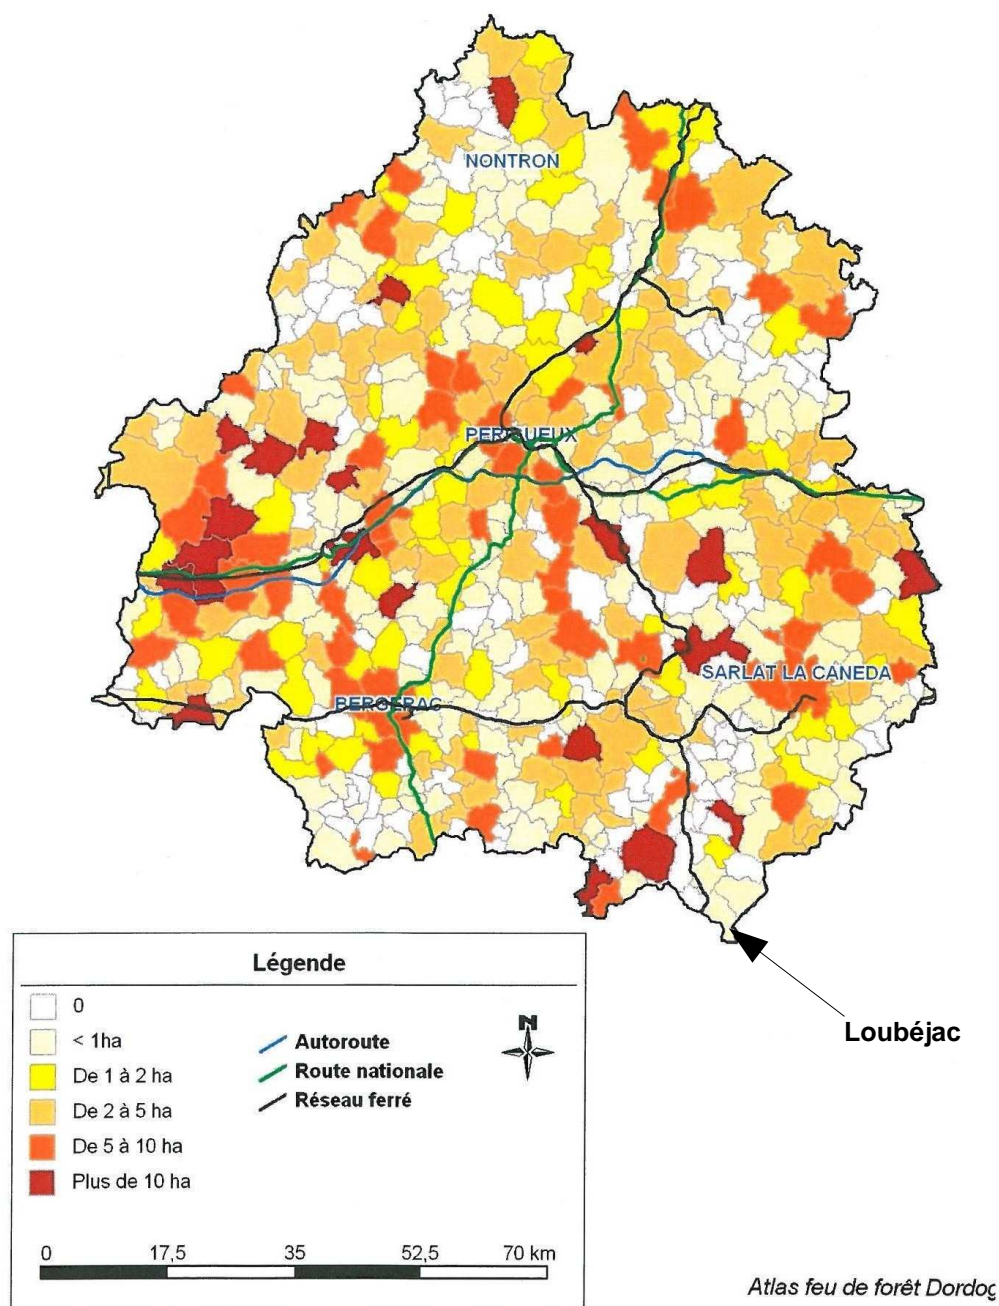 NONTRON
PERIGUEUX
SARLAT LA CANEDA
BERGERAC
Légende
0
< 1ha
De 1 à 2 ha
De 2 à 5 ha
De 5 à 10 ha
Plus de 10 ha
Autoroute
Route nationale
Réseau ferré
N
Loubéjac
0 17,5 35 52,5 70 km
Atlas feu de forêt Dordog